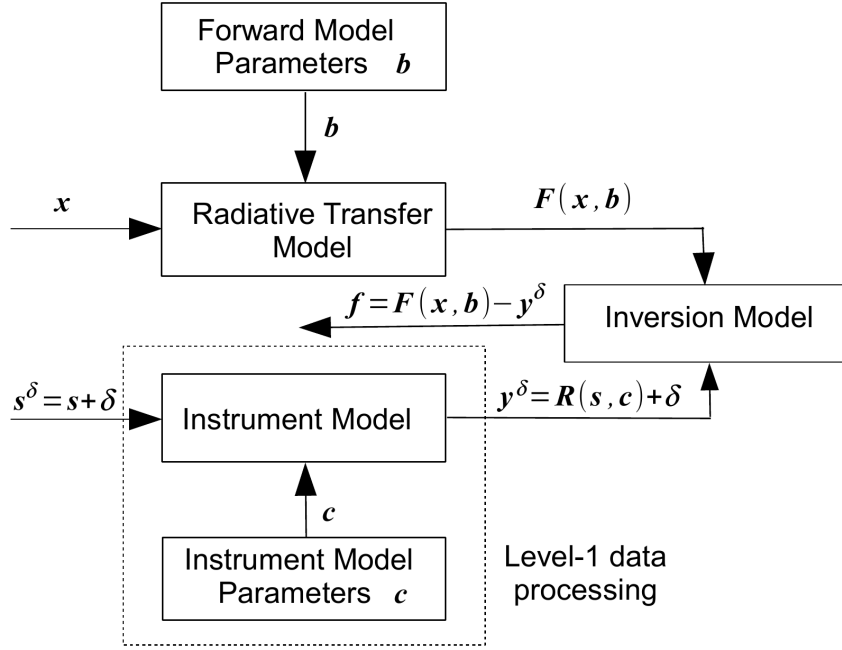 Forward Model
Parameters b
b
x
Radiative Transfer
Model
F(x,b)
f=F(x,b)−y^δ
Inversion Model
s^δ=s+δ
Instrument Model
y^δ=R(s,c)+δ
c
Instrument Model
Parameters c
Level-1 data
processing